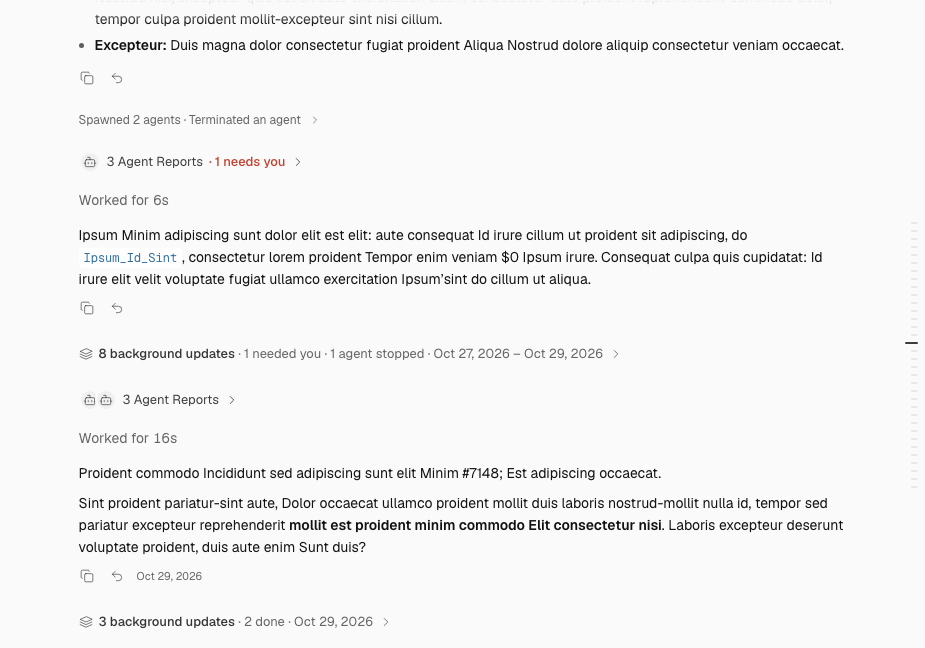 tempor culpa proident mollit-excepteur sint nisi cillum.
Excepteur: Duis magna dolor consectetur fugiat proident Aliqua Nostrud dolore aliquip consectetur veniam occaecat.
Spawned 2 agents · Terminated an agent
3 Agent Reports · 1 needs you
Worked for 6s
Ipsum Minim adipiscing sunt dolor elit est elit: aute consequat Id irure cillum ut proident sit adipiscing, do
Ipsum_Id_Sint , consectetur lorem proident Tempor enim veniam $0 Ipsum irure. Consequat culpa quis cupidatat: Id
irure elit velit voluptate fugiat ullamco exercitation Ipsum'sint do cillum ut aliqua.
8 background updates · 1 needed you · 1 agent stopped · Oct 27, 2026 – Oct 29, 2026
3 Agent Reports
Worked for 16s
Proident commodo Incididunt sed adipiscing sunt elit Minim #7148; Est adipiscing occaecat.
Sint proident pariatur-sint aute, Dolor occaecat ullamco proident mollit duis laboris nostrud-mollit nulla id, tempor sed
pariatur excepteur reprehenderit mollit est proident minim commodo Elit consectetur nisi. Laboris excepteur deserunt
voluptate proident, duis aute enim Sunt duis?
Oct 29, 2026
3 background updates · 2 done · Oct 29, 2026